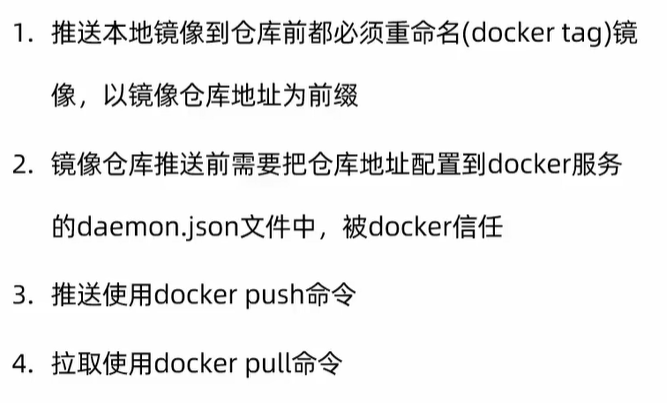 1. 推送本地镜像到仓库前都必须重命名(docker tag)镜
像，以镜像仓库地址为前缀
2. 镜像仓库推送前需要把仓库地址配置到docker服务
的daemon.json文件中，被docker信任
3. 推送使用docker push命令
4. 拉取使用docker pull命令